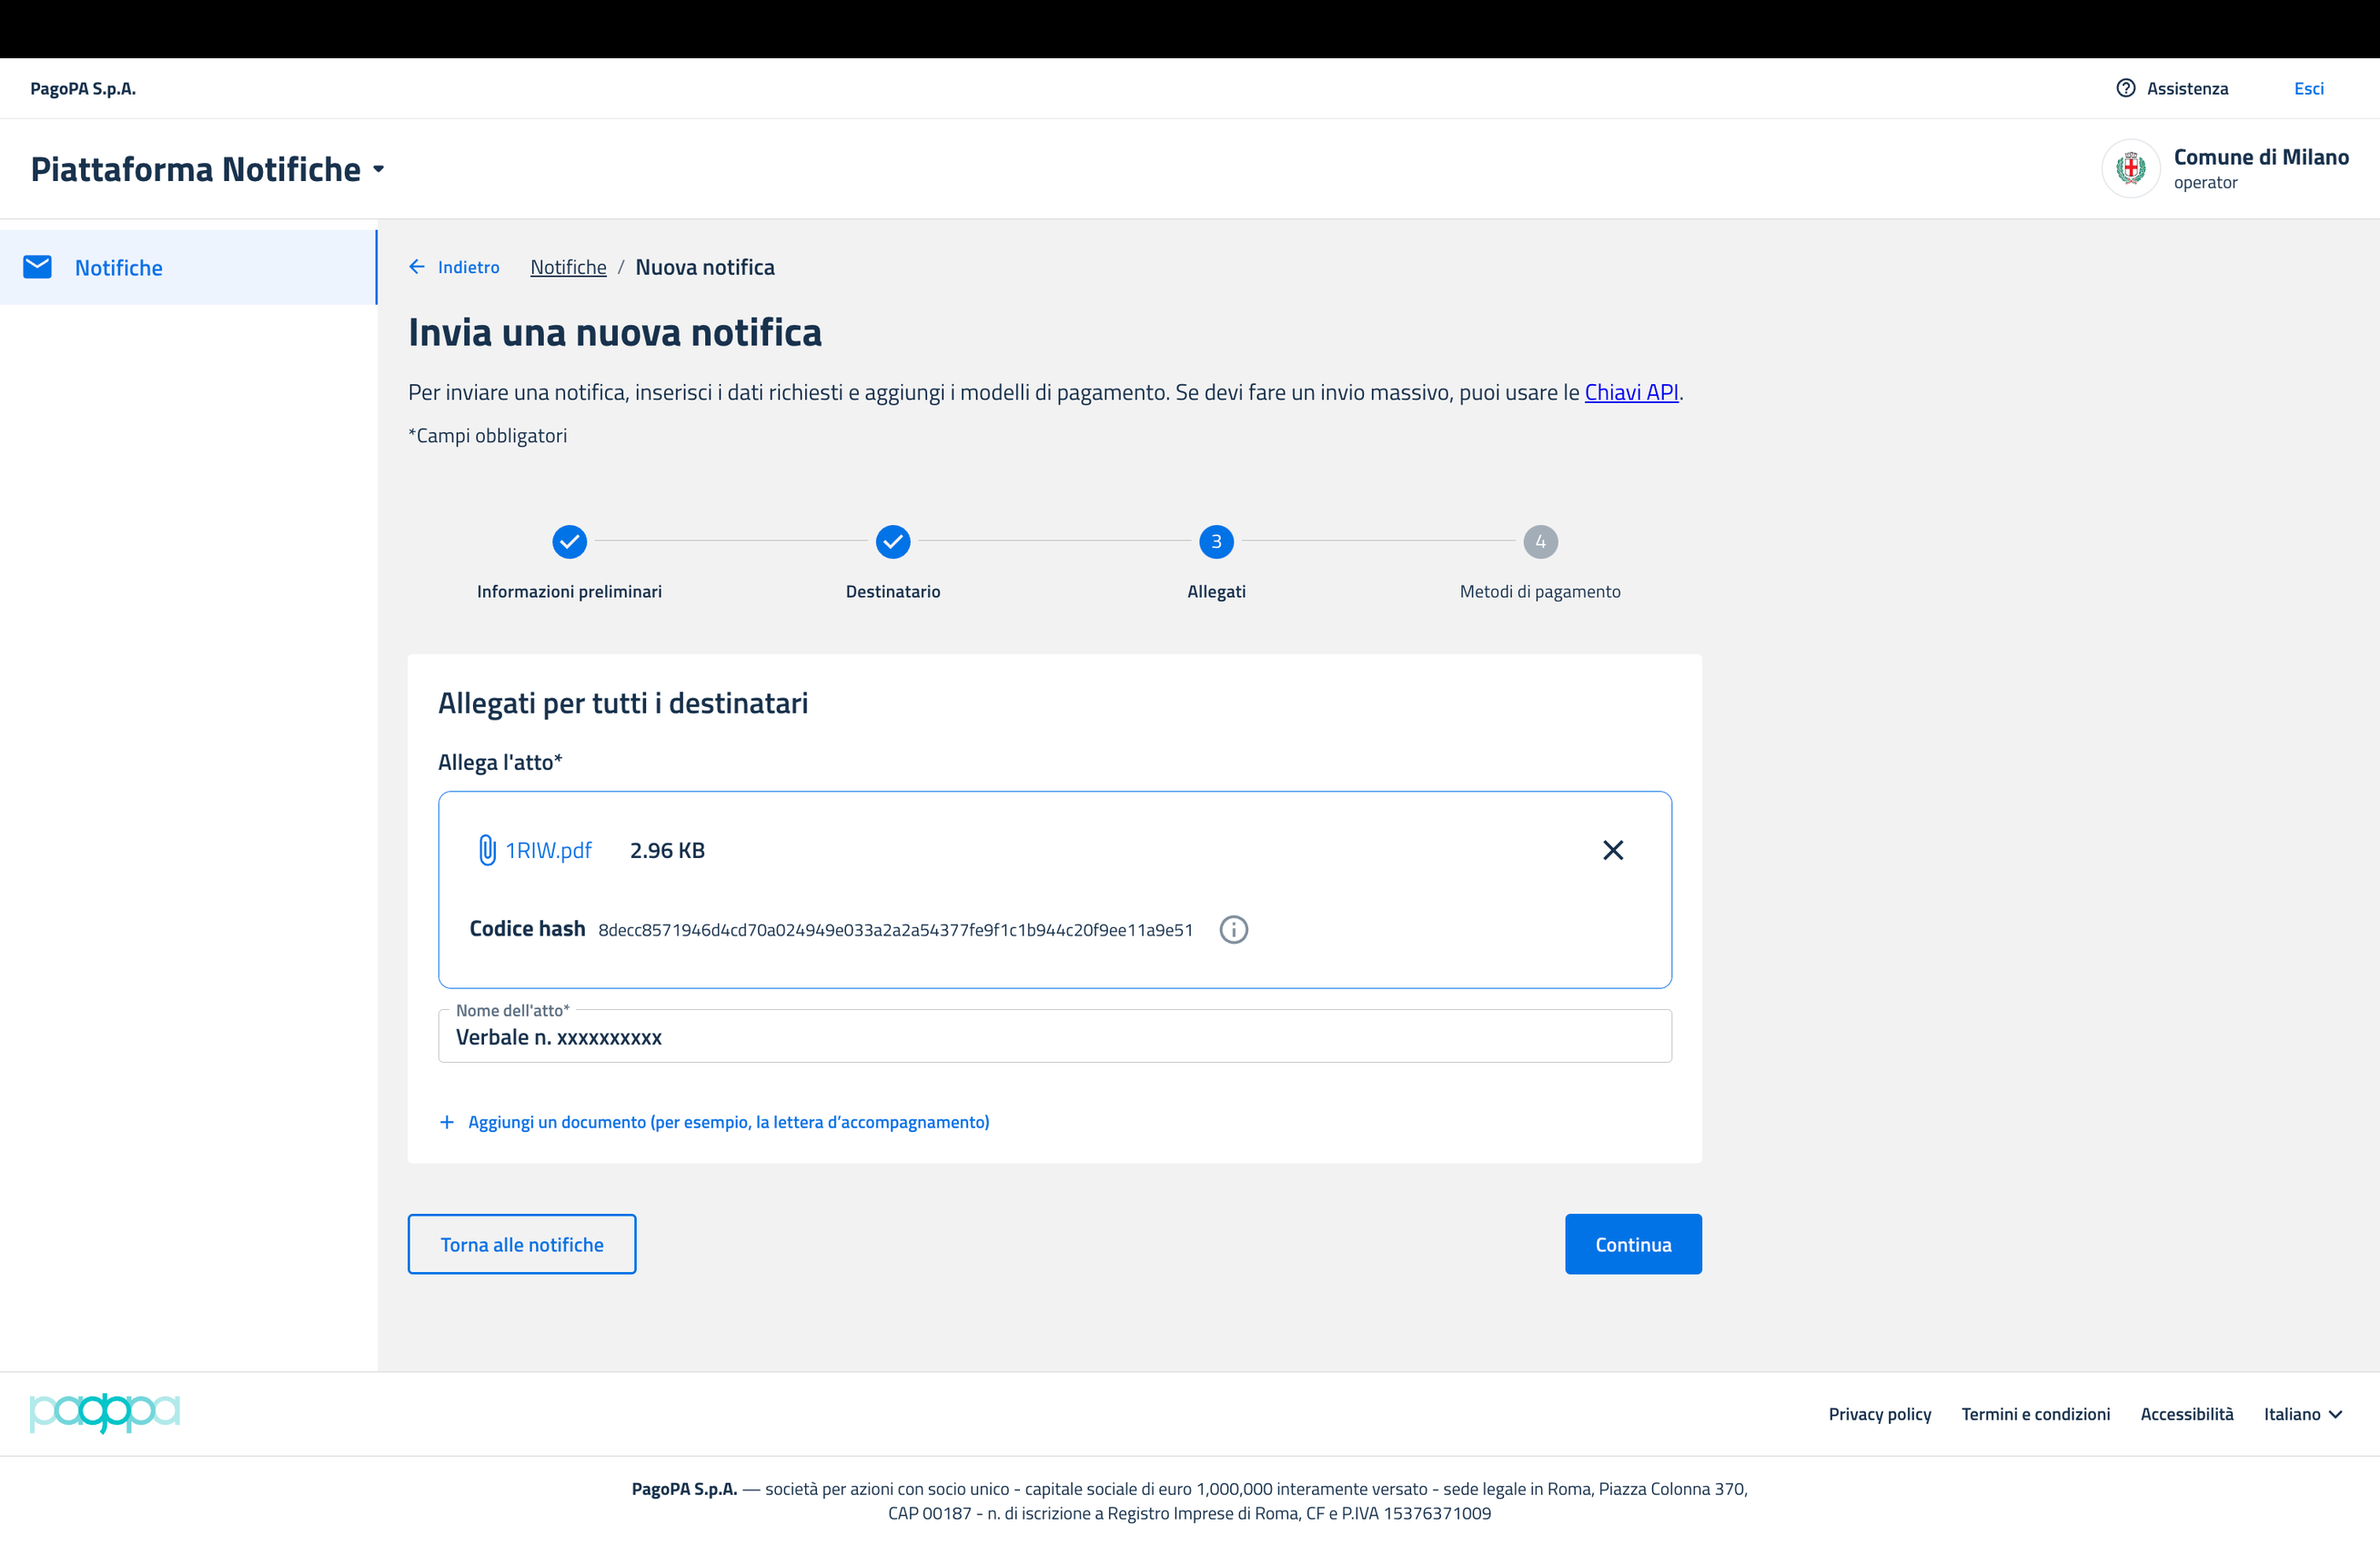 PagoPA S.p.A.
Assistenza
Esci
Piattaforma Notifiche
Comune di Milano
operator
Notifiche
Indietro
Notifiche / Nuova notifica
Invia una nuova notifica
Per inviare una notifica, inserisci i dati richiesti e aggiungi i modelli di pagamento. Se devi fare un invio massivo, puoi usare le Chiavi API.
*Campi obbligatori
3
4
Informazioni preliminari
Destinatario
Allegati
Metodi di pagamento
Allegati per tutti i destinatari
Allega l'atto*
1RIW.pdf 2.96 KB
Codice hash 8decc8571946d4cd70a024949e033a2a2a54377fe9f1c1b944c20f9ee11a9e51
Nome dell'atto*
Verbale n. xxxxxxxxxx
Aggiungi un documento (per esempio, la lettera d’accompagnamento)
Torna alle notifiche
Continua
pagopa
Privacy policy
Termini e condizioni
Accessibilità
Italiano
PagoPA S.p.A. — società per azioni con socio unico - capitale sociale di euro 1,000,000 interamente versato - sede legale in Roma, Piazza Colonna 370,
CAP 00187 - n. di iscrizione a Registro Imprese di Roma, CF e P.IVA 15376371009